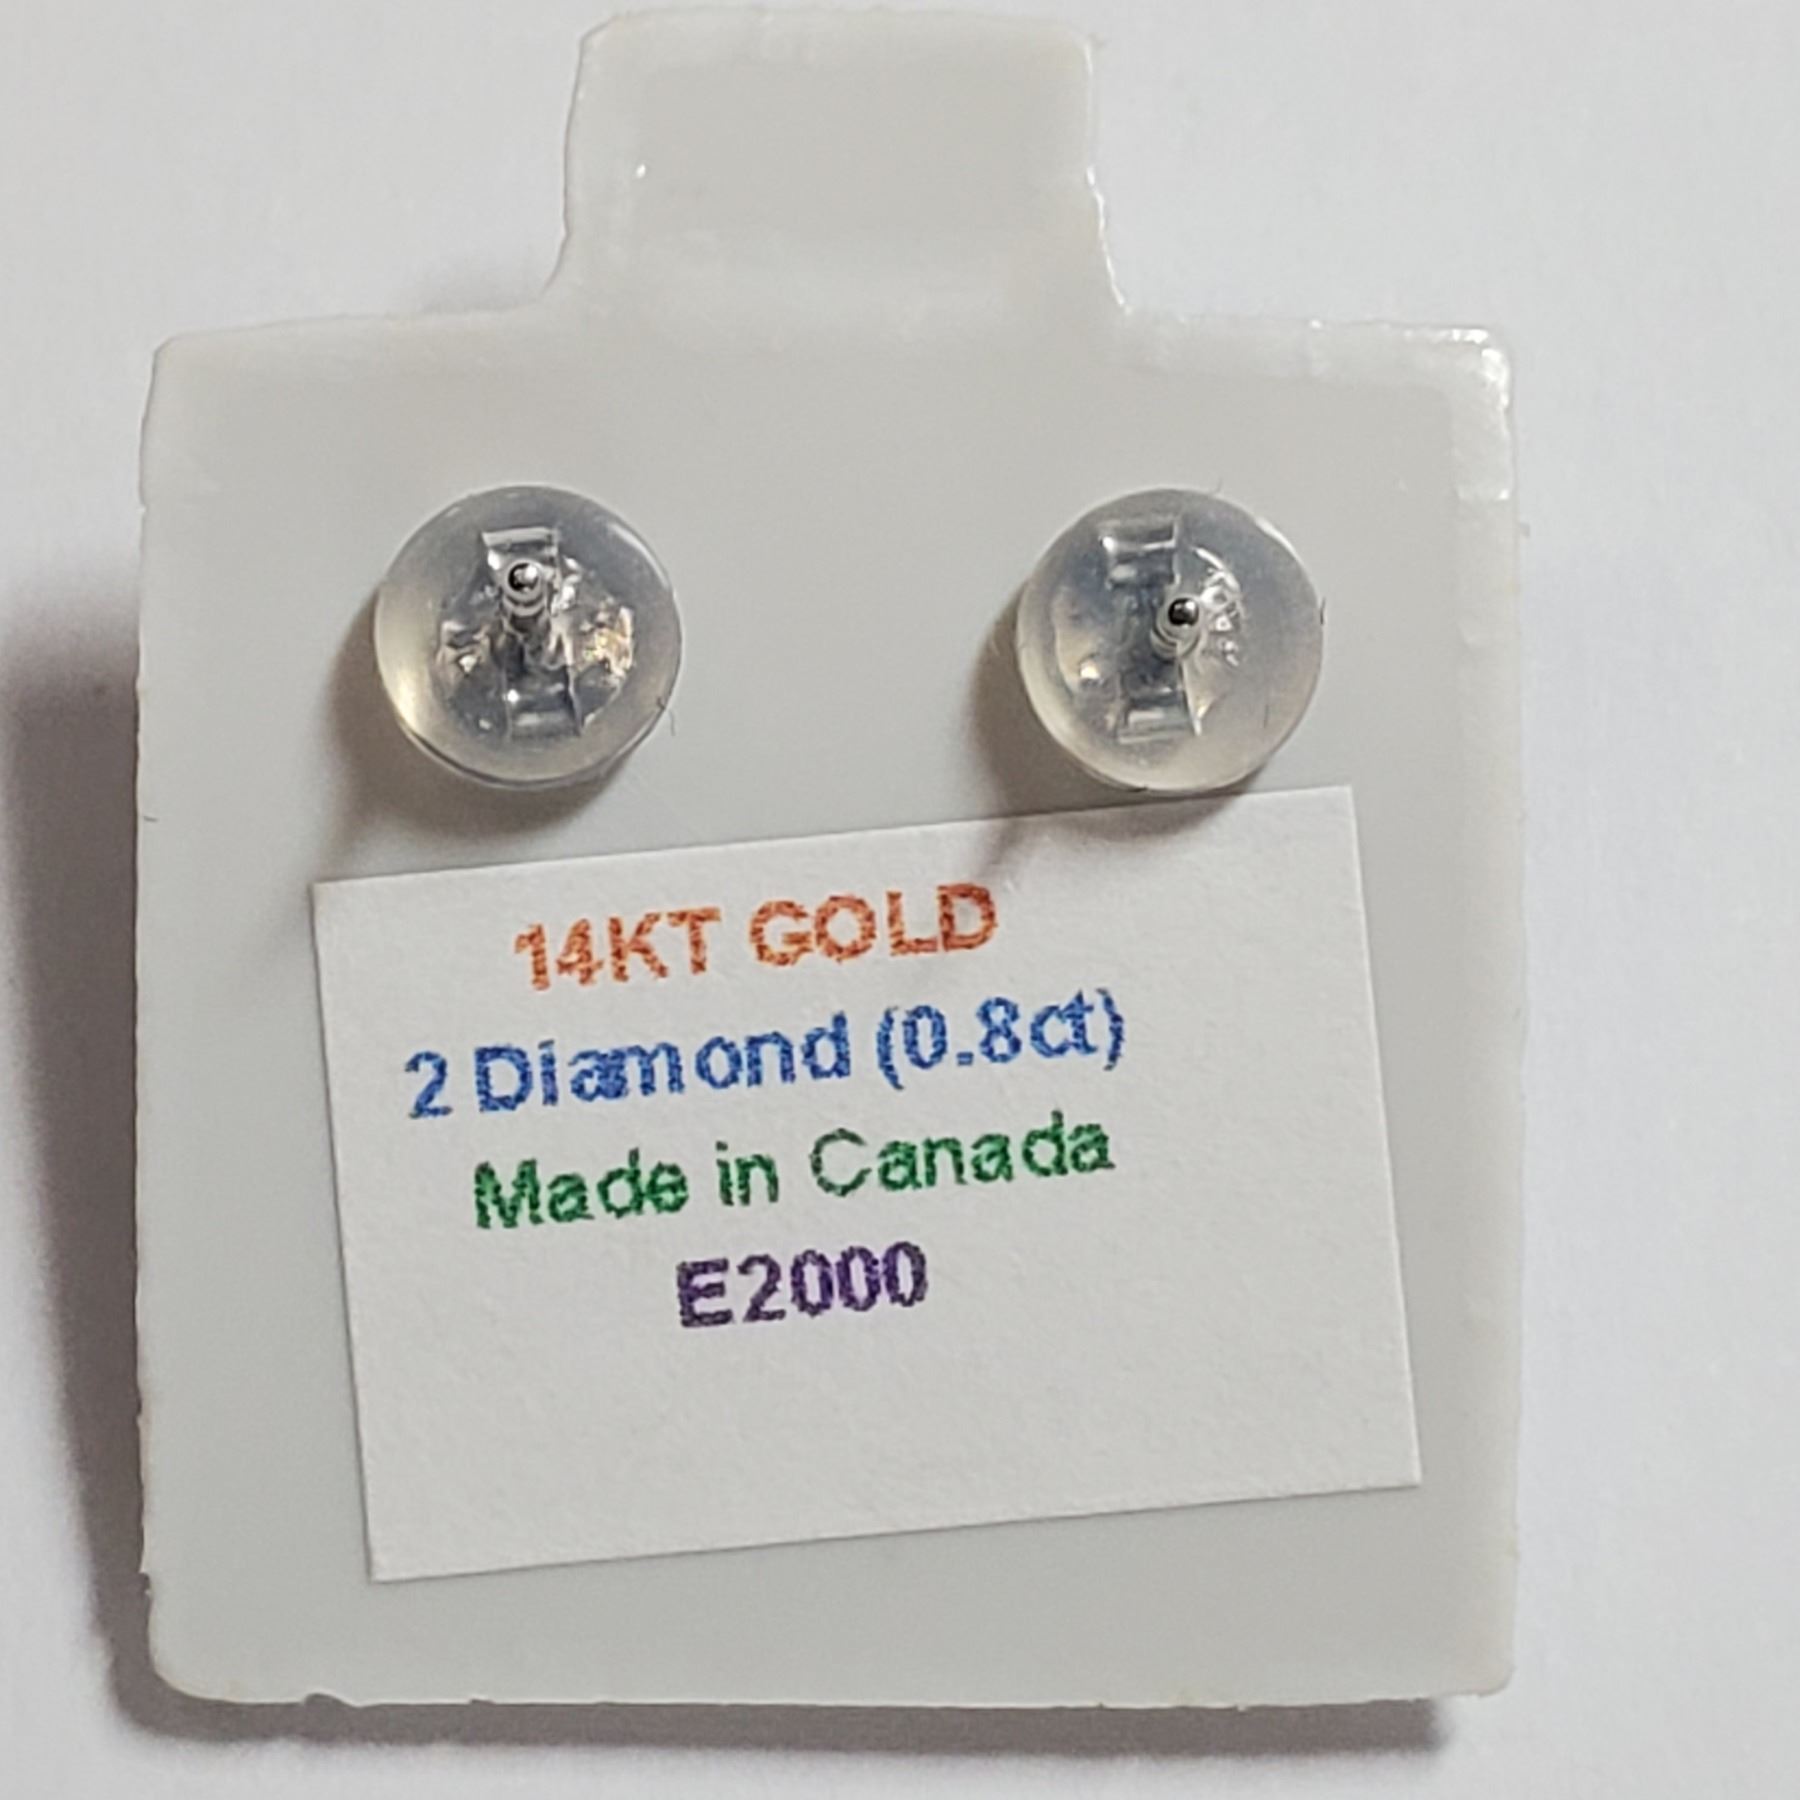 14KT GOLD
2 Diamond (0.8ct)
Made in Canada
E2000